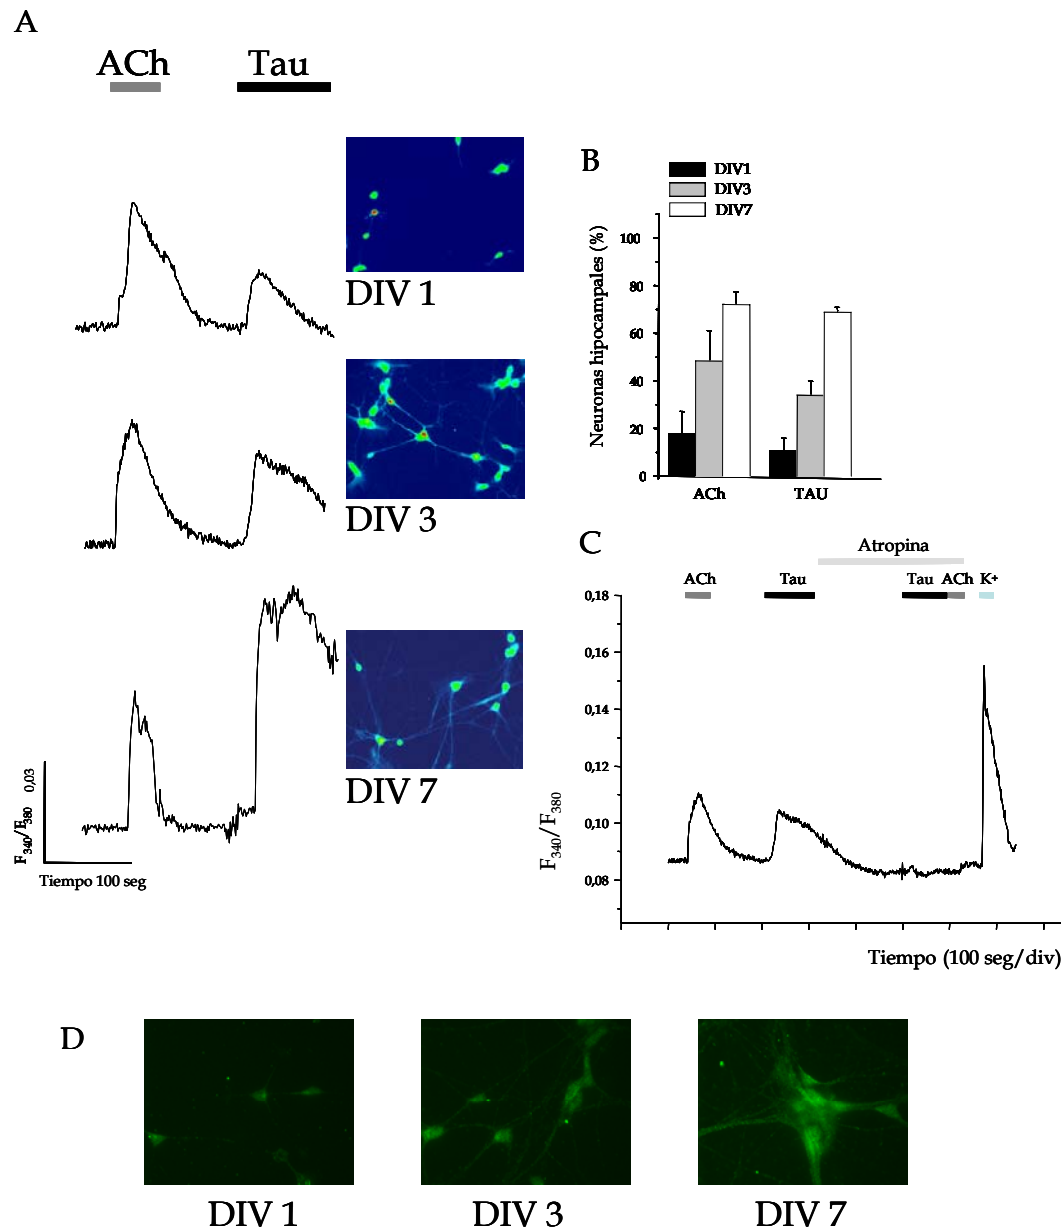 A
ACh Tau
DIV 1
DIV 3
DIV 7
F340/F380 0,03
Tiempo 100 seg
B
DIV1
DIV3
DIV7
Neuronas hipocampales (%)
100
80
60
40
20
0
ACh TAU
C
Atropina
ACh Tau Tau ACh K+
0,18
0,16
0,14
0,12
0,10
0,08
F340/F380
Tiempo (100 seg/div)
D
DIV 1 DIV 3 DIV 7